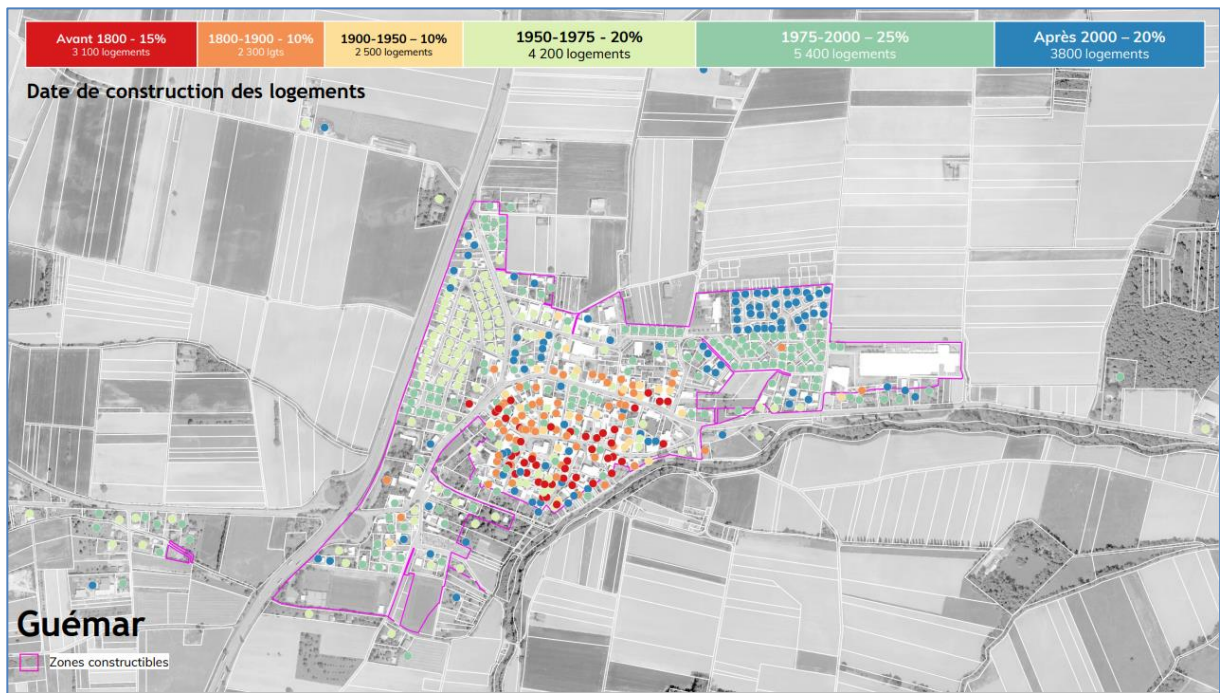 Avant 1800 - 15%
3 100 logements
1800-1900 - 10%
2 300 lgts
1900-1950 – 10%
2 500 logements
1950-1975 - 20%
4 200 logements
1975-2000 – 25%
5 400 logements
Après 2000 – 20%
3800 logements
Date de construction des logements
Guémar
Zones constructibles